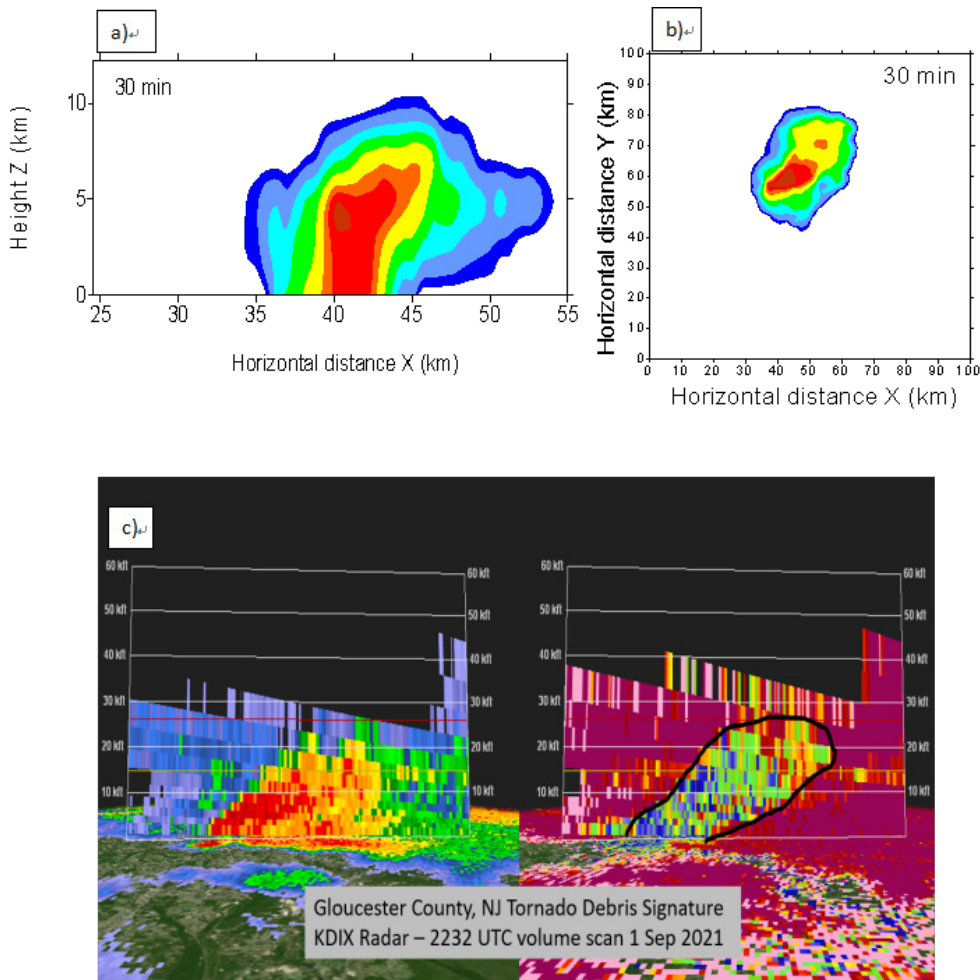 a)↵
30 min
Height Z (km)
10
5
0
25 30 35 40 45 50 55
Horizontal distance X (km)
b)↵
30 min
Horizontal distance Y (km)
100
90
80
70
60
50
40
30
20
10
0
0 10 20 30 40 50 60 70 80 90 100
Horizontal distance X (km)
c)↵
60 kft 60 kft 60 kft 60 kft
50 kft 50 kft 50 kft 50 kft
40 kft 40 kft 40 kft 40 kft
30 kft 30 kft 30 kft 30 kft
20 kft 20 kft 20 kft 20 kft
10 kft 10 kft 10 kft 10 kft
Gloucester County, NJ Tornado Debris Signature
KDIX Radar – 2232 UTC volume scan 1 Sep 2021